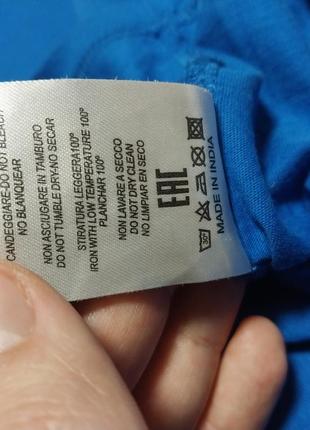 CANDEGGIARE-DO NOT BLEACH
NO BLANQUEAR
NON ASCIUGARE IN TAMBURO
DO NOT TUMBLE DRY-NO SECAR
STIRATURA LEGGERA100°
IRON WITH LOW TEMPERATURE 100°
PLANCHAR 100°
NON LAVARE A SECCO
DO NOT DRY CLEAN
NO LIMPIAR EN SECO
EAC
30°
MADE IN INDIA